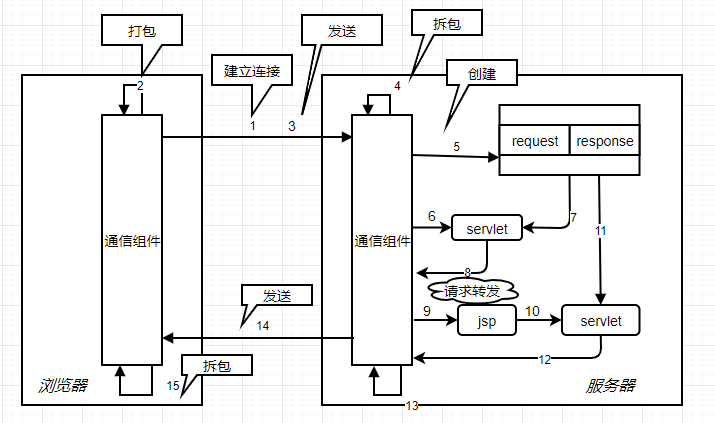 打包
发送
拆包
建立连接
创建
2
4
1
3
5
request
response
通信组件
通信组件
6
servlet
7
11
8
请求转发
发送
9
jsp
10
servlet
14
12
拆包
浏览器
15
服务器
13